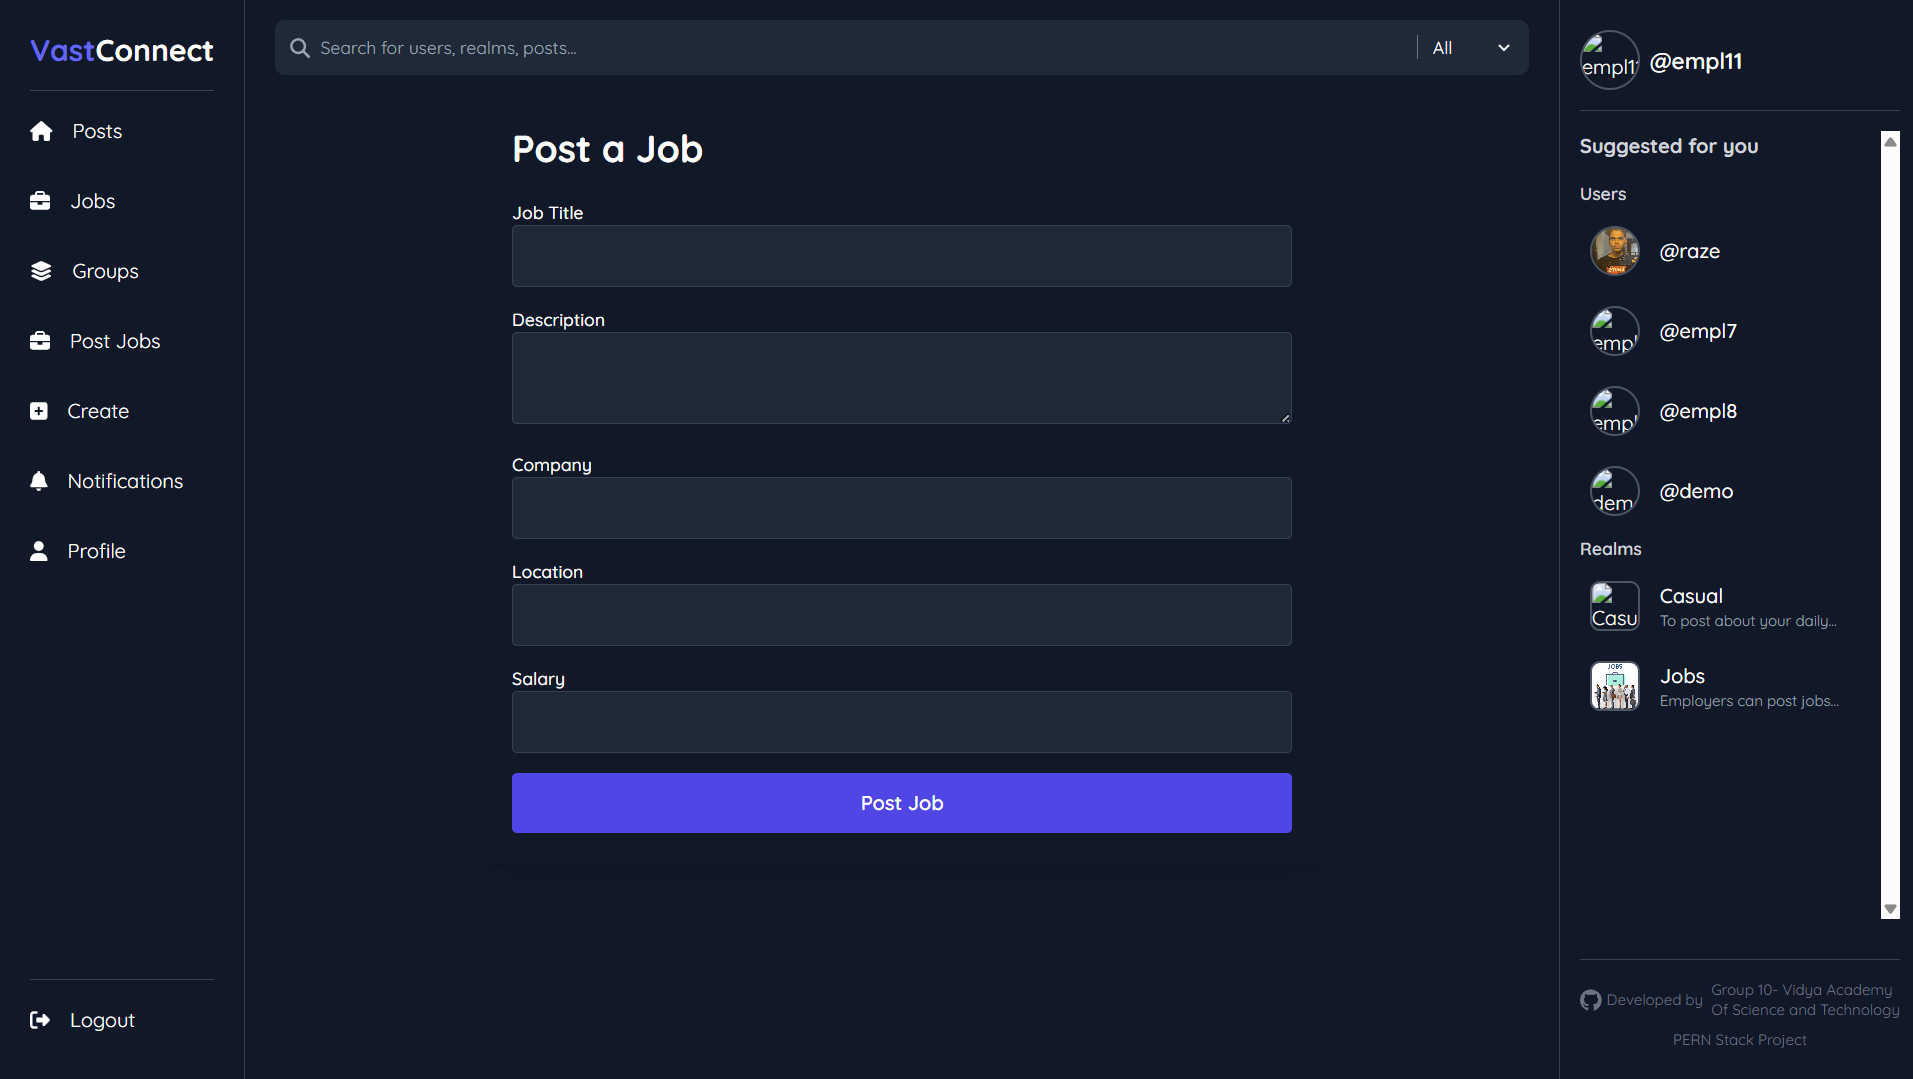 VastConnect
Posts
Jobs
Groups
Post Jobs
Create
Notifications
Profile
Logout
Search for users, realms, posts...
All
Post a Job
Job Title
Description
Company
Location
Salary
Post Job
empl11
@empl11
Suggested for you
Users
@raze
empl
@empl7
empl
@empl8
dem
@demo
Realms
Casu
Casual
To post about your daily...
JOBS
Jobs
Employers can post jobs...
Developed by
Group 10- Vidya Academy
Of Science and Technology
PERN Stack Project